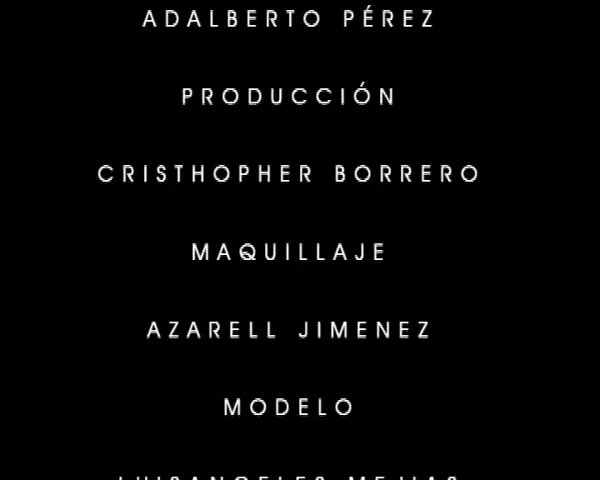 ADALBERTO PÉREZ
PRODUCCIÓN
CRISTHOPHER BORRERO
MAQUILLAJE
AZARELL JIMENEZ
MODELO